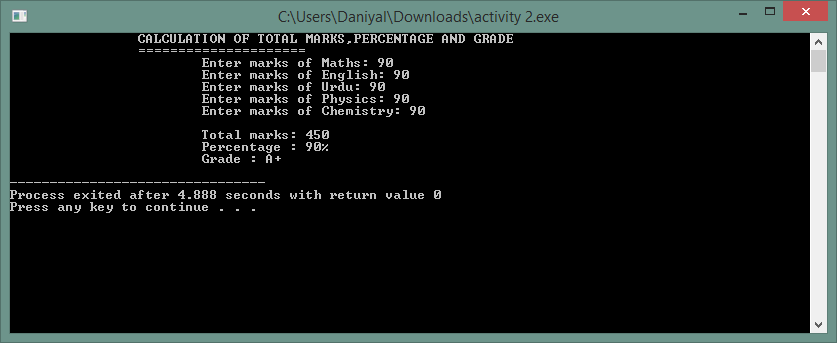 C:\Users\Daniyal\Downloads\activity 2.exe
CALCULATION OF TOTAL MARKS,PERCENTAGE AND GRADE
=====================
Enter marks of Maths: 90
Enter marks of English: 90
Enter marks of Urdu: 90
Enter marks of Physics: 90
Enter marks of Chemistry: 90
Total marks: 450
Percentage : 90%
Grade : A+
--------------------------------
Process exited after 4.888 seconds with return value 0
Press any key to continue . . .